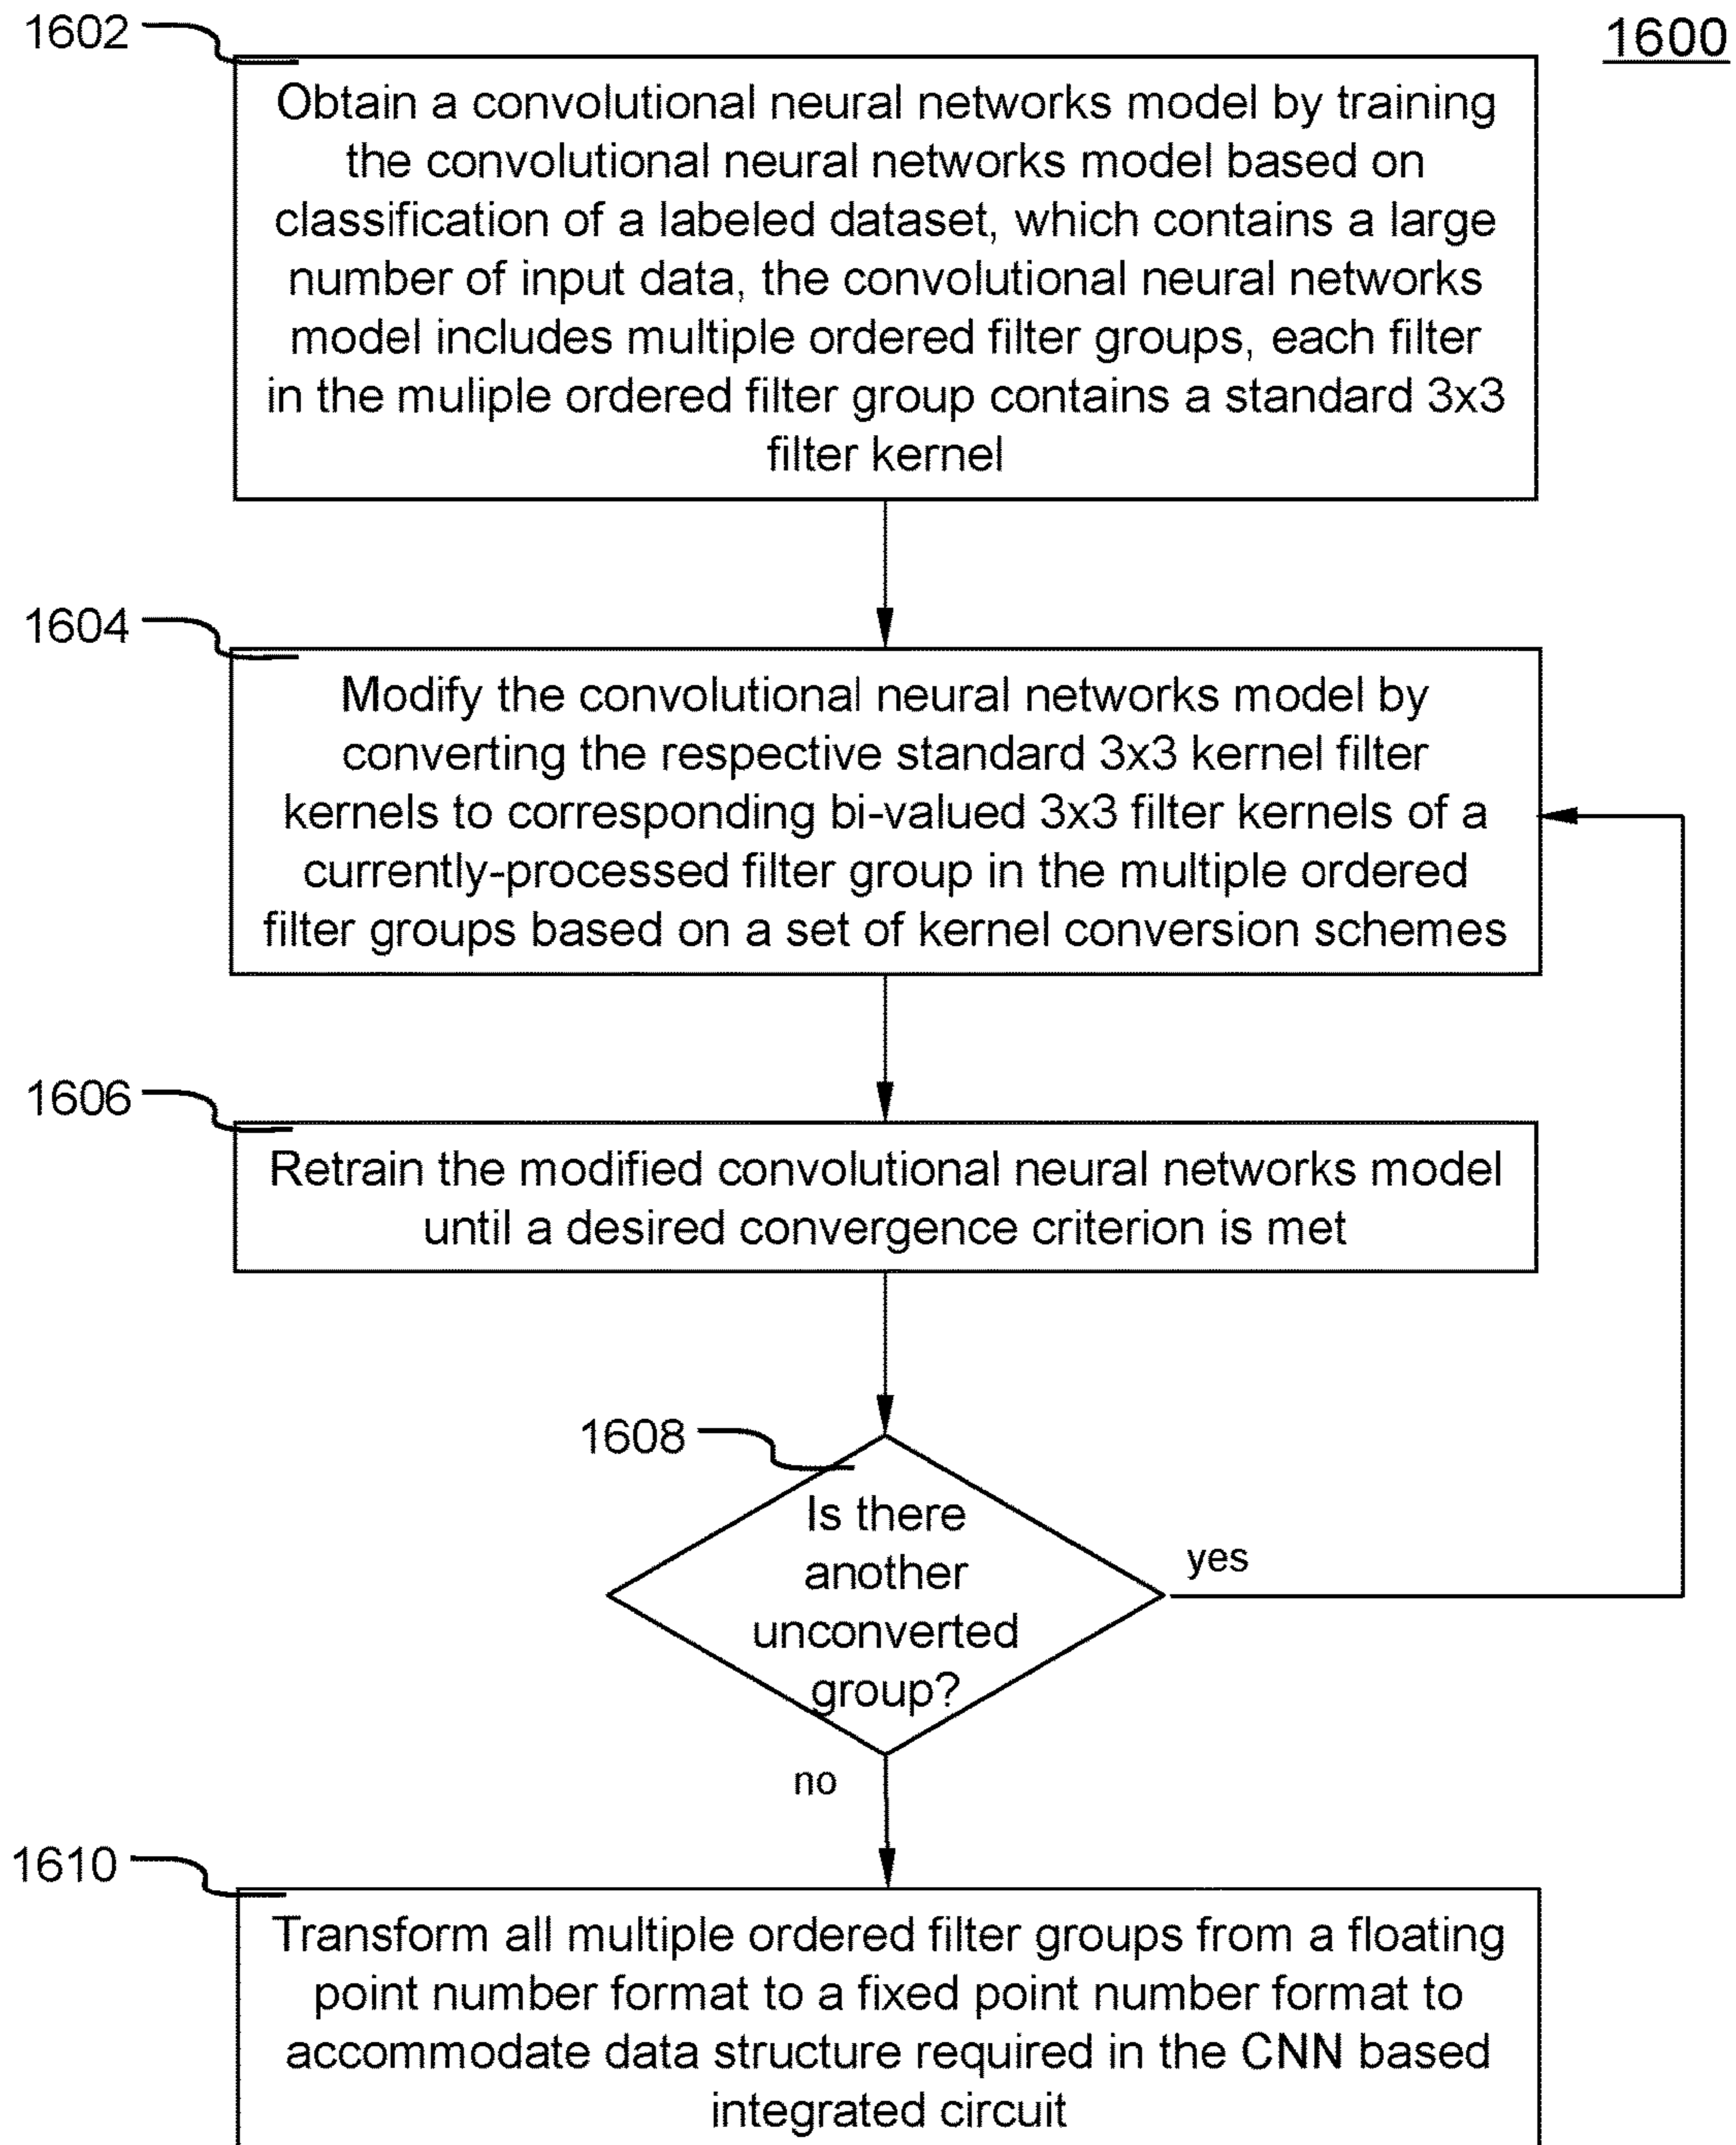 1602
1600
Obtain a convolutional neural networks model by training
the convolutional neural networks model based on
classification of a labeled dataset, which contains a large
number of input data, the convolutional neural networks
model includes multiple ordered filter groups, each filter
in the muliple ordered filter group contains a standard 3x3
filter kernel
1604
Modify the convolutional neural networks model by
converting the respective standard 3x3 kernel filter
kernels to corresponding bi-valued 3x3 filter kernels of a
currently-processed filter group in the multiple ordered
filter groups based on a set of kernel conversion schemes
1606
Retrain the modified convolutional neural networks model
until a desired convergence criterion is met
1608
Is there
another
unconverted
group?
yes
no
1610
Transform all multiple ordered filter groups from a floating
point number format to a fixed point number format to
accommodate data structure required in the CNN based
integrated circuit